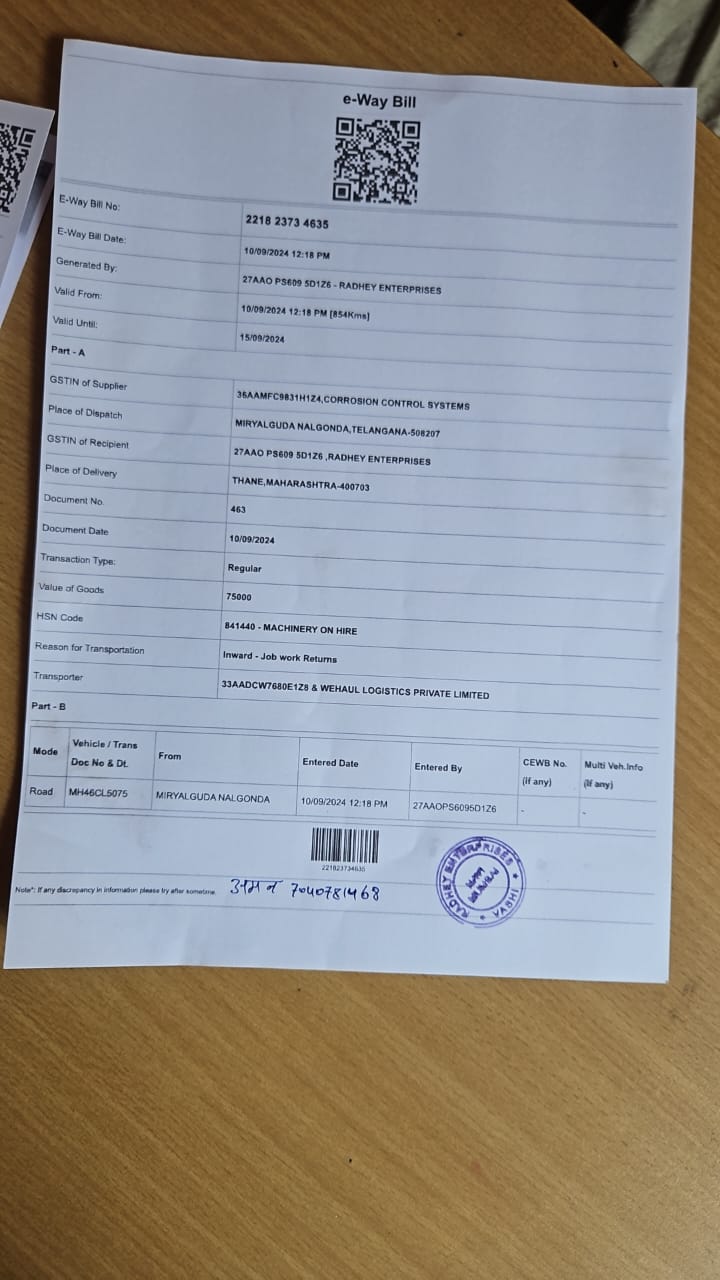 e-Way Bill
E-Way Bill No: 2218 2373 4635
E-Way Bill Date: 10/09/2024 12:18 PM
Generated By: 27AAO PS609 5D1Z6 - RADHEY ENTERPRISES
Valid From: 10/09/2024 12:18 PM [854Kms]
Valid Until: 15/09/2024
Part - A
GSTIN of Supplier 36AAMFC9831H1Z4,CORROSION CONTROL SYSTEMS
Place of Dispatch MIRYALGUDA NALGONDA,TELANGANA-508207
GSTIN of Recipient 27AAO PS609 5D1Z6 ,RADHEY ENTERPRISES
Place of Delivery THANE,MAHARASHTRA-400703
Document No. 463
Document Date 10/09/2024
Transaction Type: Regular
Value of Goods 75000
HSN Code 841440 - MACHINERY ON HIRE
Reason for Transportation Inward - Job work Returns
Transporter 33AADCW7680E1Z8 & WEHAUL LOGISTICS PRIVATE LIMITED
Part - B
Mode Vehicle / Trans Doc No & Dt. From Entered Date Entered By CEWB No. (if any) Multi Veh.Info (if any)
Road MH46CL5075 MIRYALGUDA NALGONDA 10/09/2024 12:18 PM 27AAOPS6095D1Z6 - -
221823734635
Note*: If any discrepancy in information please try after sometime. अमन 7040781468
RADHEY ENTERPRISES
VASHI